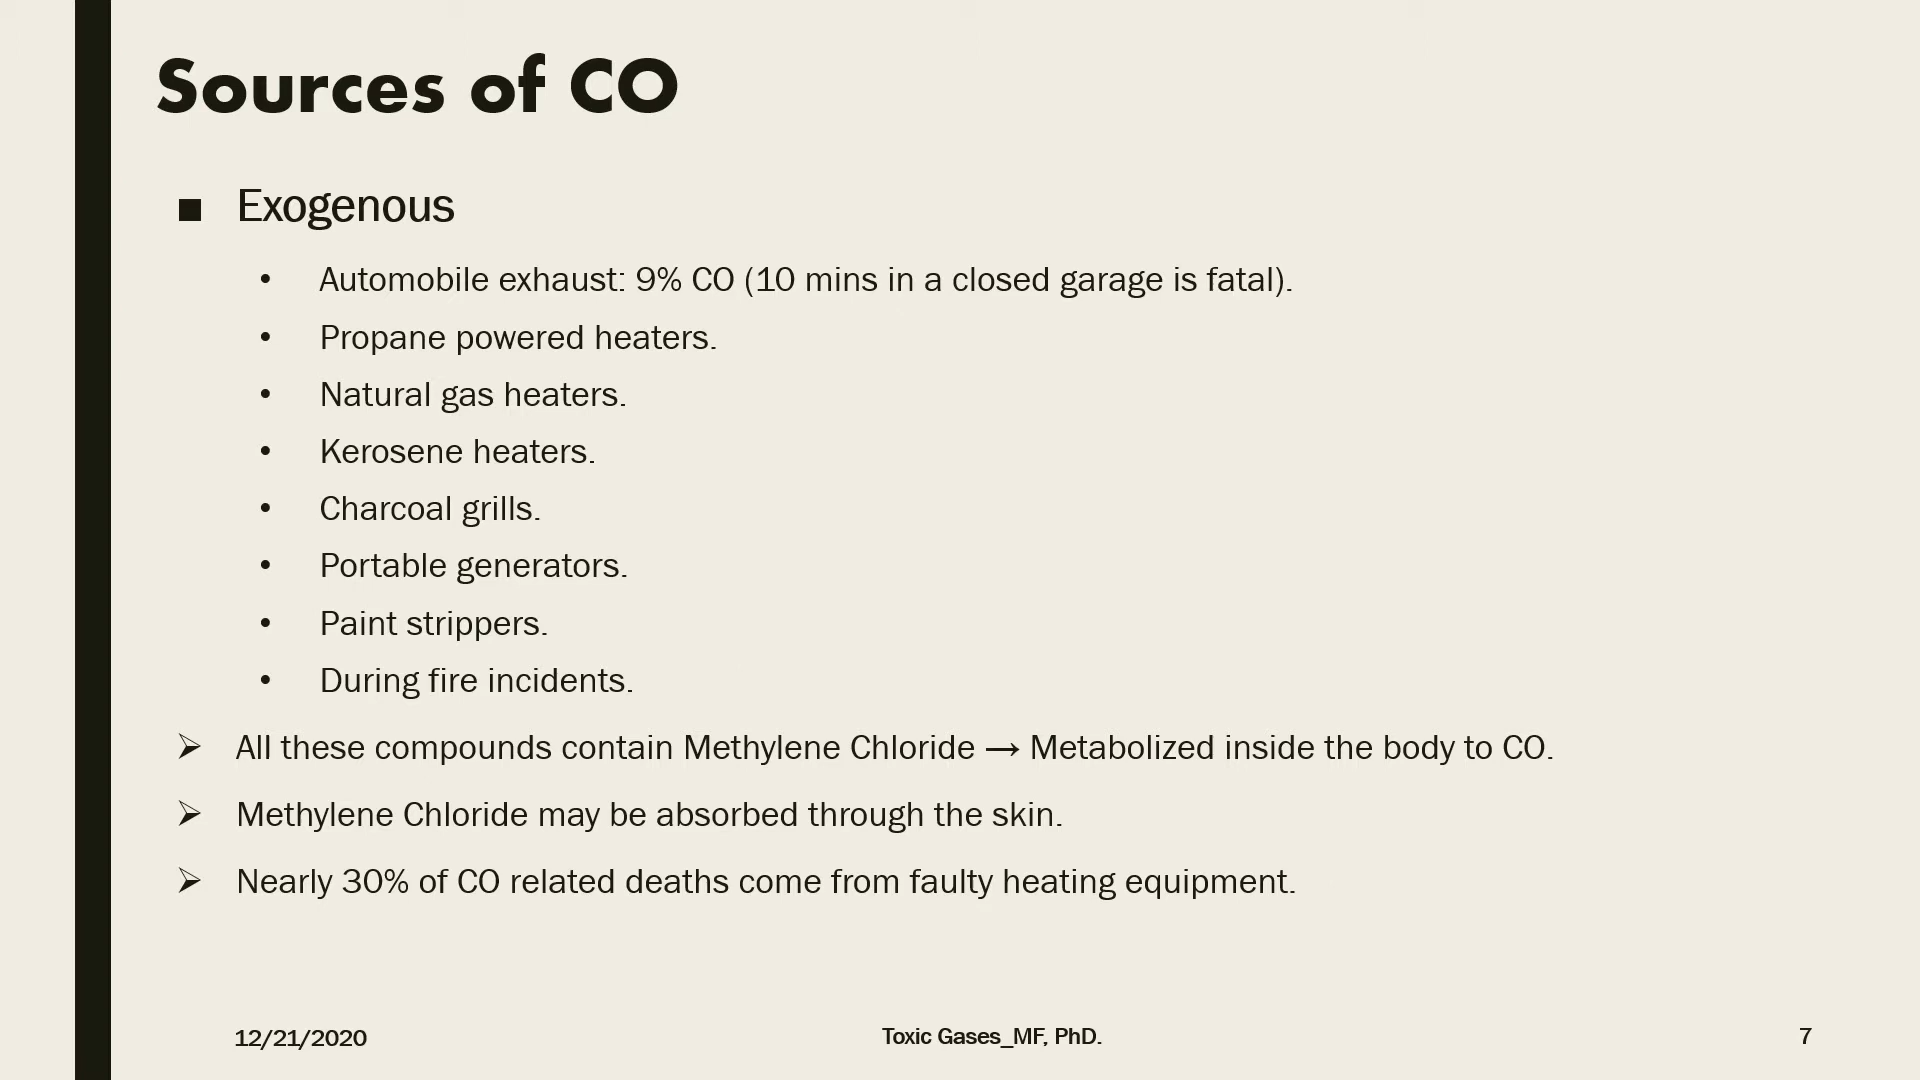 Sources of CO
■ Exogenous
• Automobile exhaust: 9% CO (10 mins in a closed garage is fatal).
• Propane powered heaters.
• Natural gas heaters.
• Kerosene heaters.
• Charcoal grills.
• Portable generators.
• Paint strippers.
• During fire incidents.
➢ All these compounds contain Methylene Chloride → Metabolized inside the body to CO.
➢ Methylene Chloride may be absorbed through the skin.
➢ Nearly 30% of CO related deaths come from faulty heating equipment.
12/21/2020 Toxic Gases_MF, PhD. 7